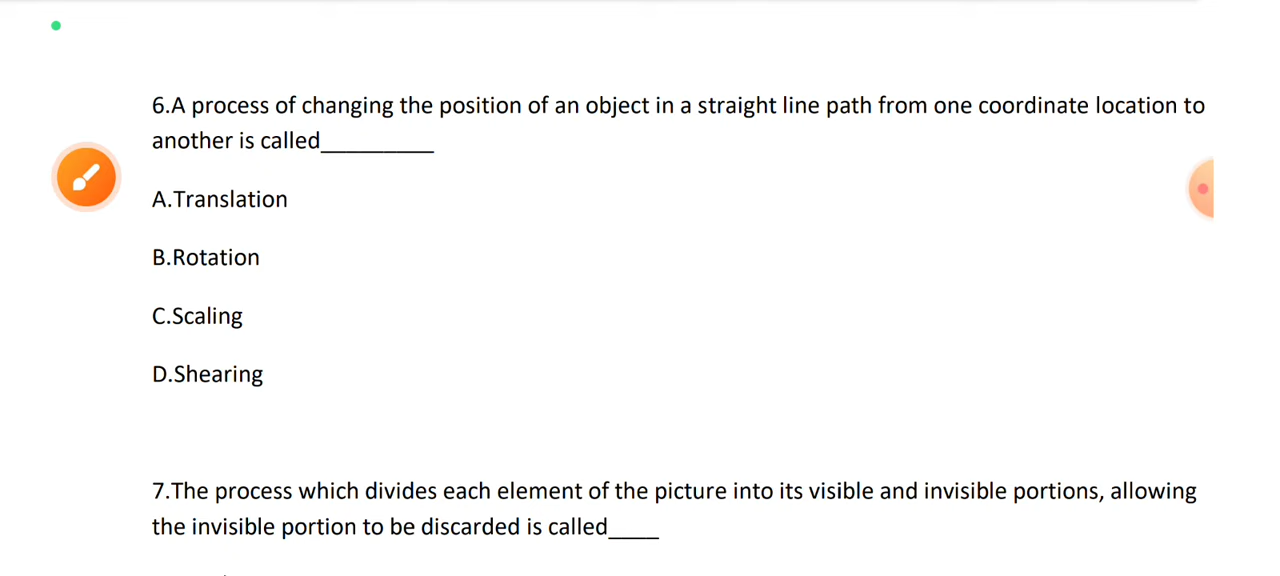 6.A process of changing the position of an object in a straight line path from one coordinate location to
another is called_________
A.Translation
B.Rotation
C.Scaling
D.Shearing
7.The process which divides each element of the picture into its visible and invisible portions, allowing
the invisible portion to be discarded is called____